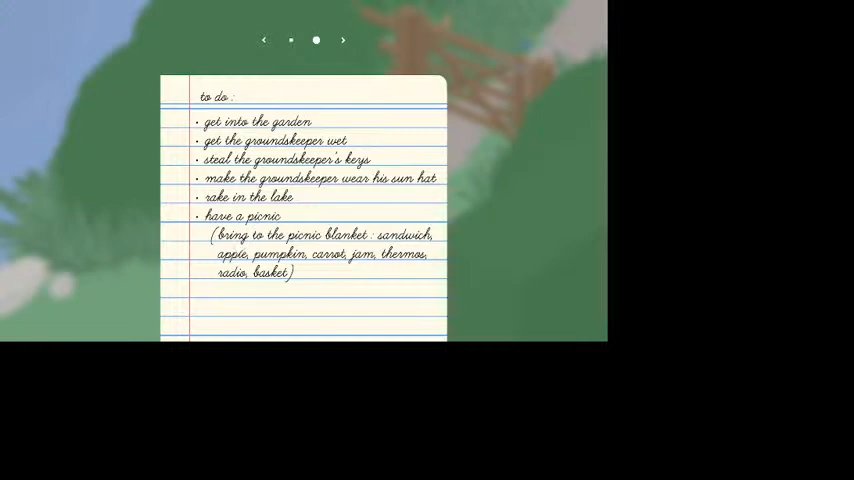 to do :
• get into the garden
• get the groundskeeper wet
• steal the groundskeeper's keys
• make the groundskeeper wear his sun hat
• rake in the lake
• have a picnic
(bring to the picnic blanket : sandwich,
apple, pumpkin, carrot, jam, thermos,
radio, basket)